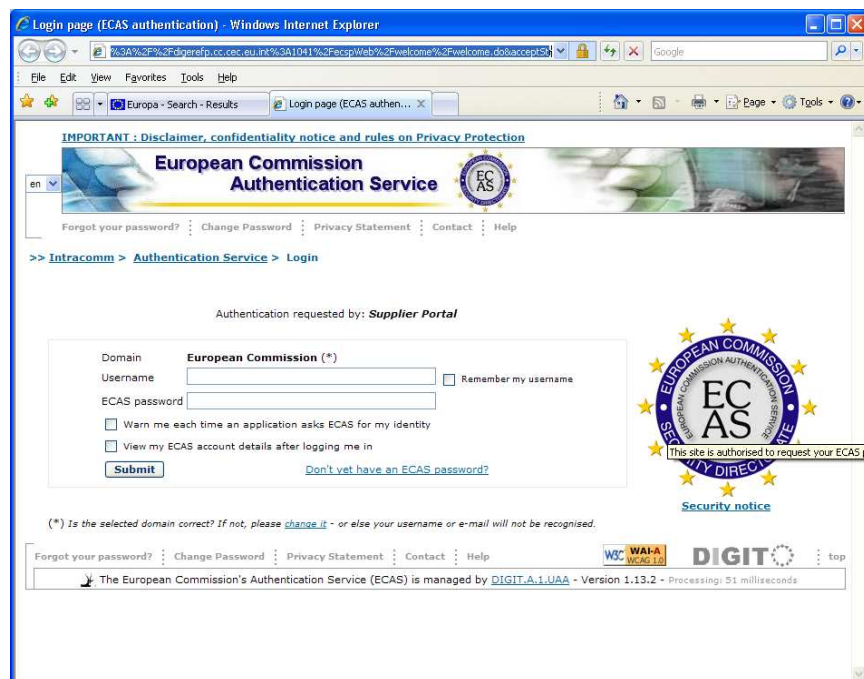 Login page (ECAS authentication) - Windows Internet Explorer
%3A%2F%2Fdigerefp.cc.cec.eu.int%3A1041%2FecspWeb%2Fwelcome%2Fwelcome.do&acceptSt
Google
File Edit View Favorites Tools Help
Europa - Search - Results
Login page (ECAS authen...
Page Tools
IMPORTANT : Disclaimer, confidentiality notice and rules on Privacy Protection
en
European Commission
Authentication Service
EC
AS
Forgot your password? Change Password Privacy Statement Contact Help
>> Intracomm > Authentication Service > Login
Authentication requested by: Supplier Portal
Domain European Commission (*)
Username
Remember my username
ECAS password
Warn me each time an application asks ECAS for my identity
View my ECAS account details after logging me in
Submit
Don't yet have an ECAS password?
EUROPEAN COMMISSION
SECURITY DIRECTORATE
EUROPEAN COMMISSION AUTHENTICATION SERVICE
EC
AS
This site is authorised to request your ECAS p
Security notice
(*) Is the selected domain correct? If not, please change it - or else your username or e-mail will not be recognised.
Forgot your password? Change Password Privacy Statement Contact Help
W3C WAI-A
WCAG 1.0
DIGIT
top
The European Commission's Authentication Service (ECAS) is managed by DIGIT.A.1.UAA - Version 1.13.2 - Processing: 51 milliseconds